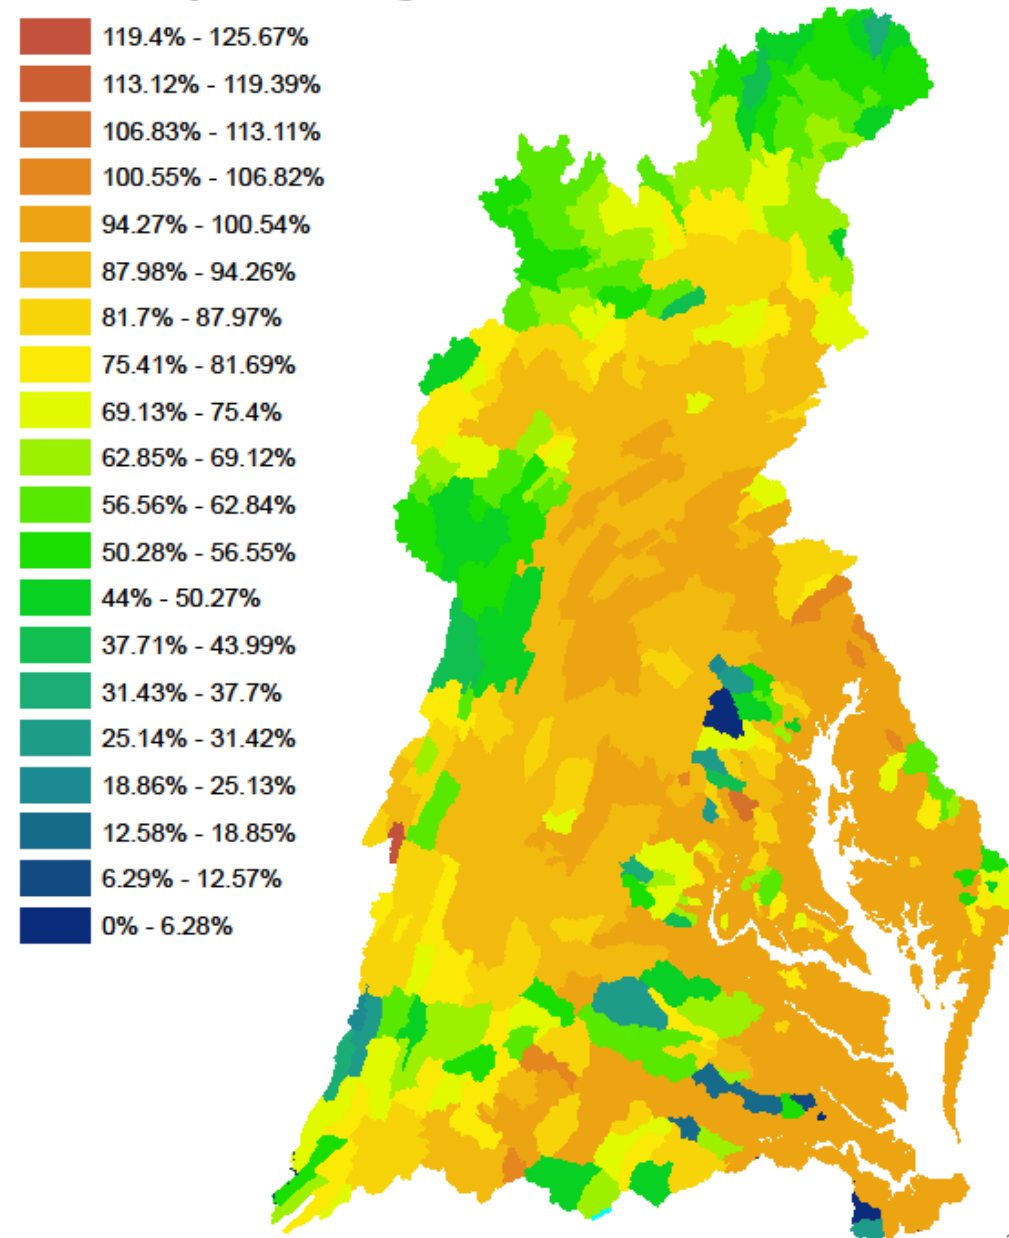 119.4% - 125.67%
113.12% - 119.39%
106.83% - 113.11%
100.55% - 106.82%
94.27% - 100.54%
87.98% - 94.26%
81.7% - 87.97%
75.41% - 81.69%
69.13% - 75.4%
62.85% - 69.12%
56.56% - 62.84%
50.28% - 56.55%
44% - 50.27%
37.71% - 43.99%
31.43% - 37.7%
25.14% - 31.42%
18.86% - 25.13%
12.58% - 18.85%
6.29% - 12.57%
0% - 6.28%